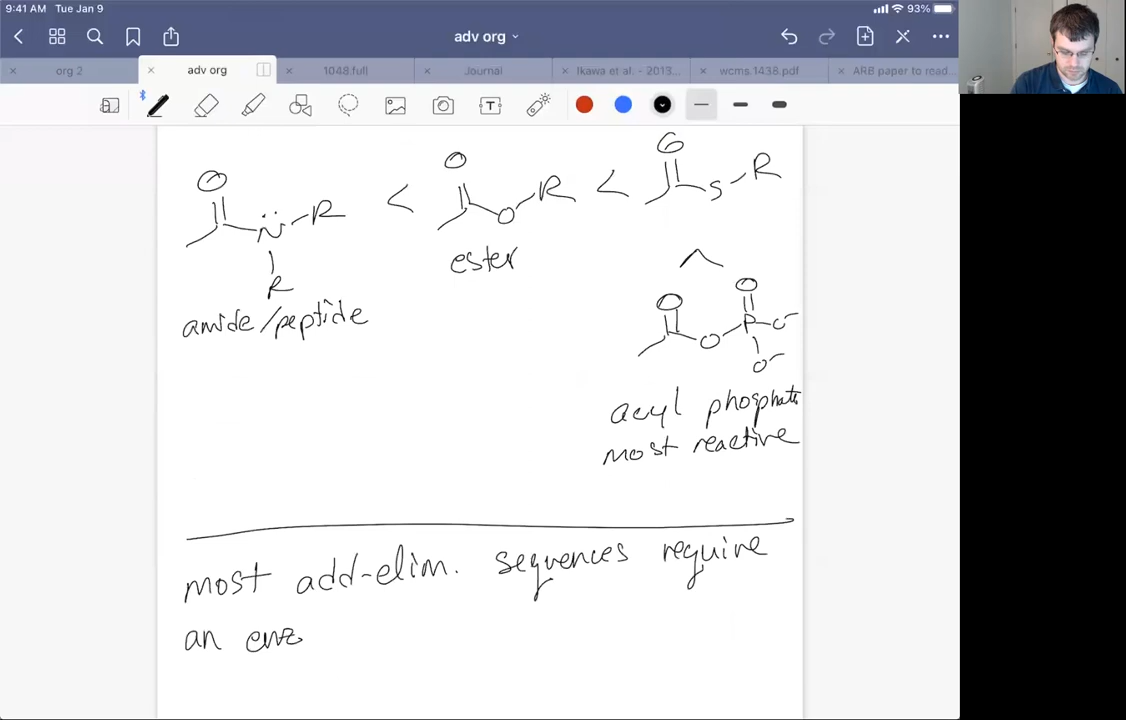 9:41 AM Tue Jan 9
93%
adv org
org 2
adv org
1048.full
Journal
Ikawa et al. - 2013...
wcms.1438.pdf
ARB paper to read...
T
O
N
R
R
<
O
O
R
<
O
S
R
amide/peptide
ester
^
O
O
O
P
O⁻
O⁻
acyl phosphate
most reactive
most add-elim. sequences require
an enz